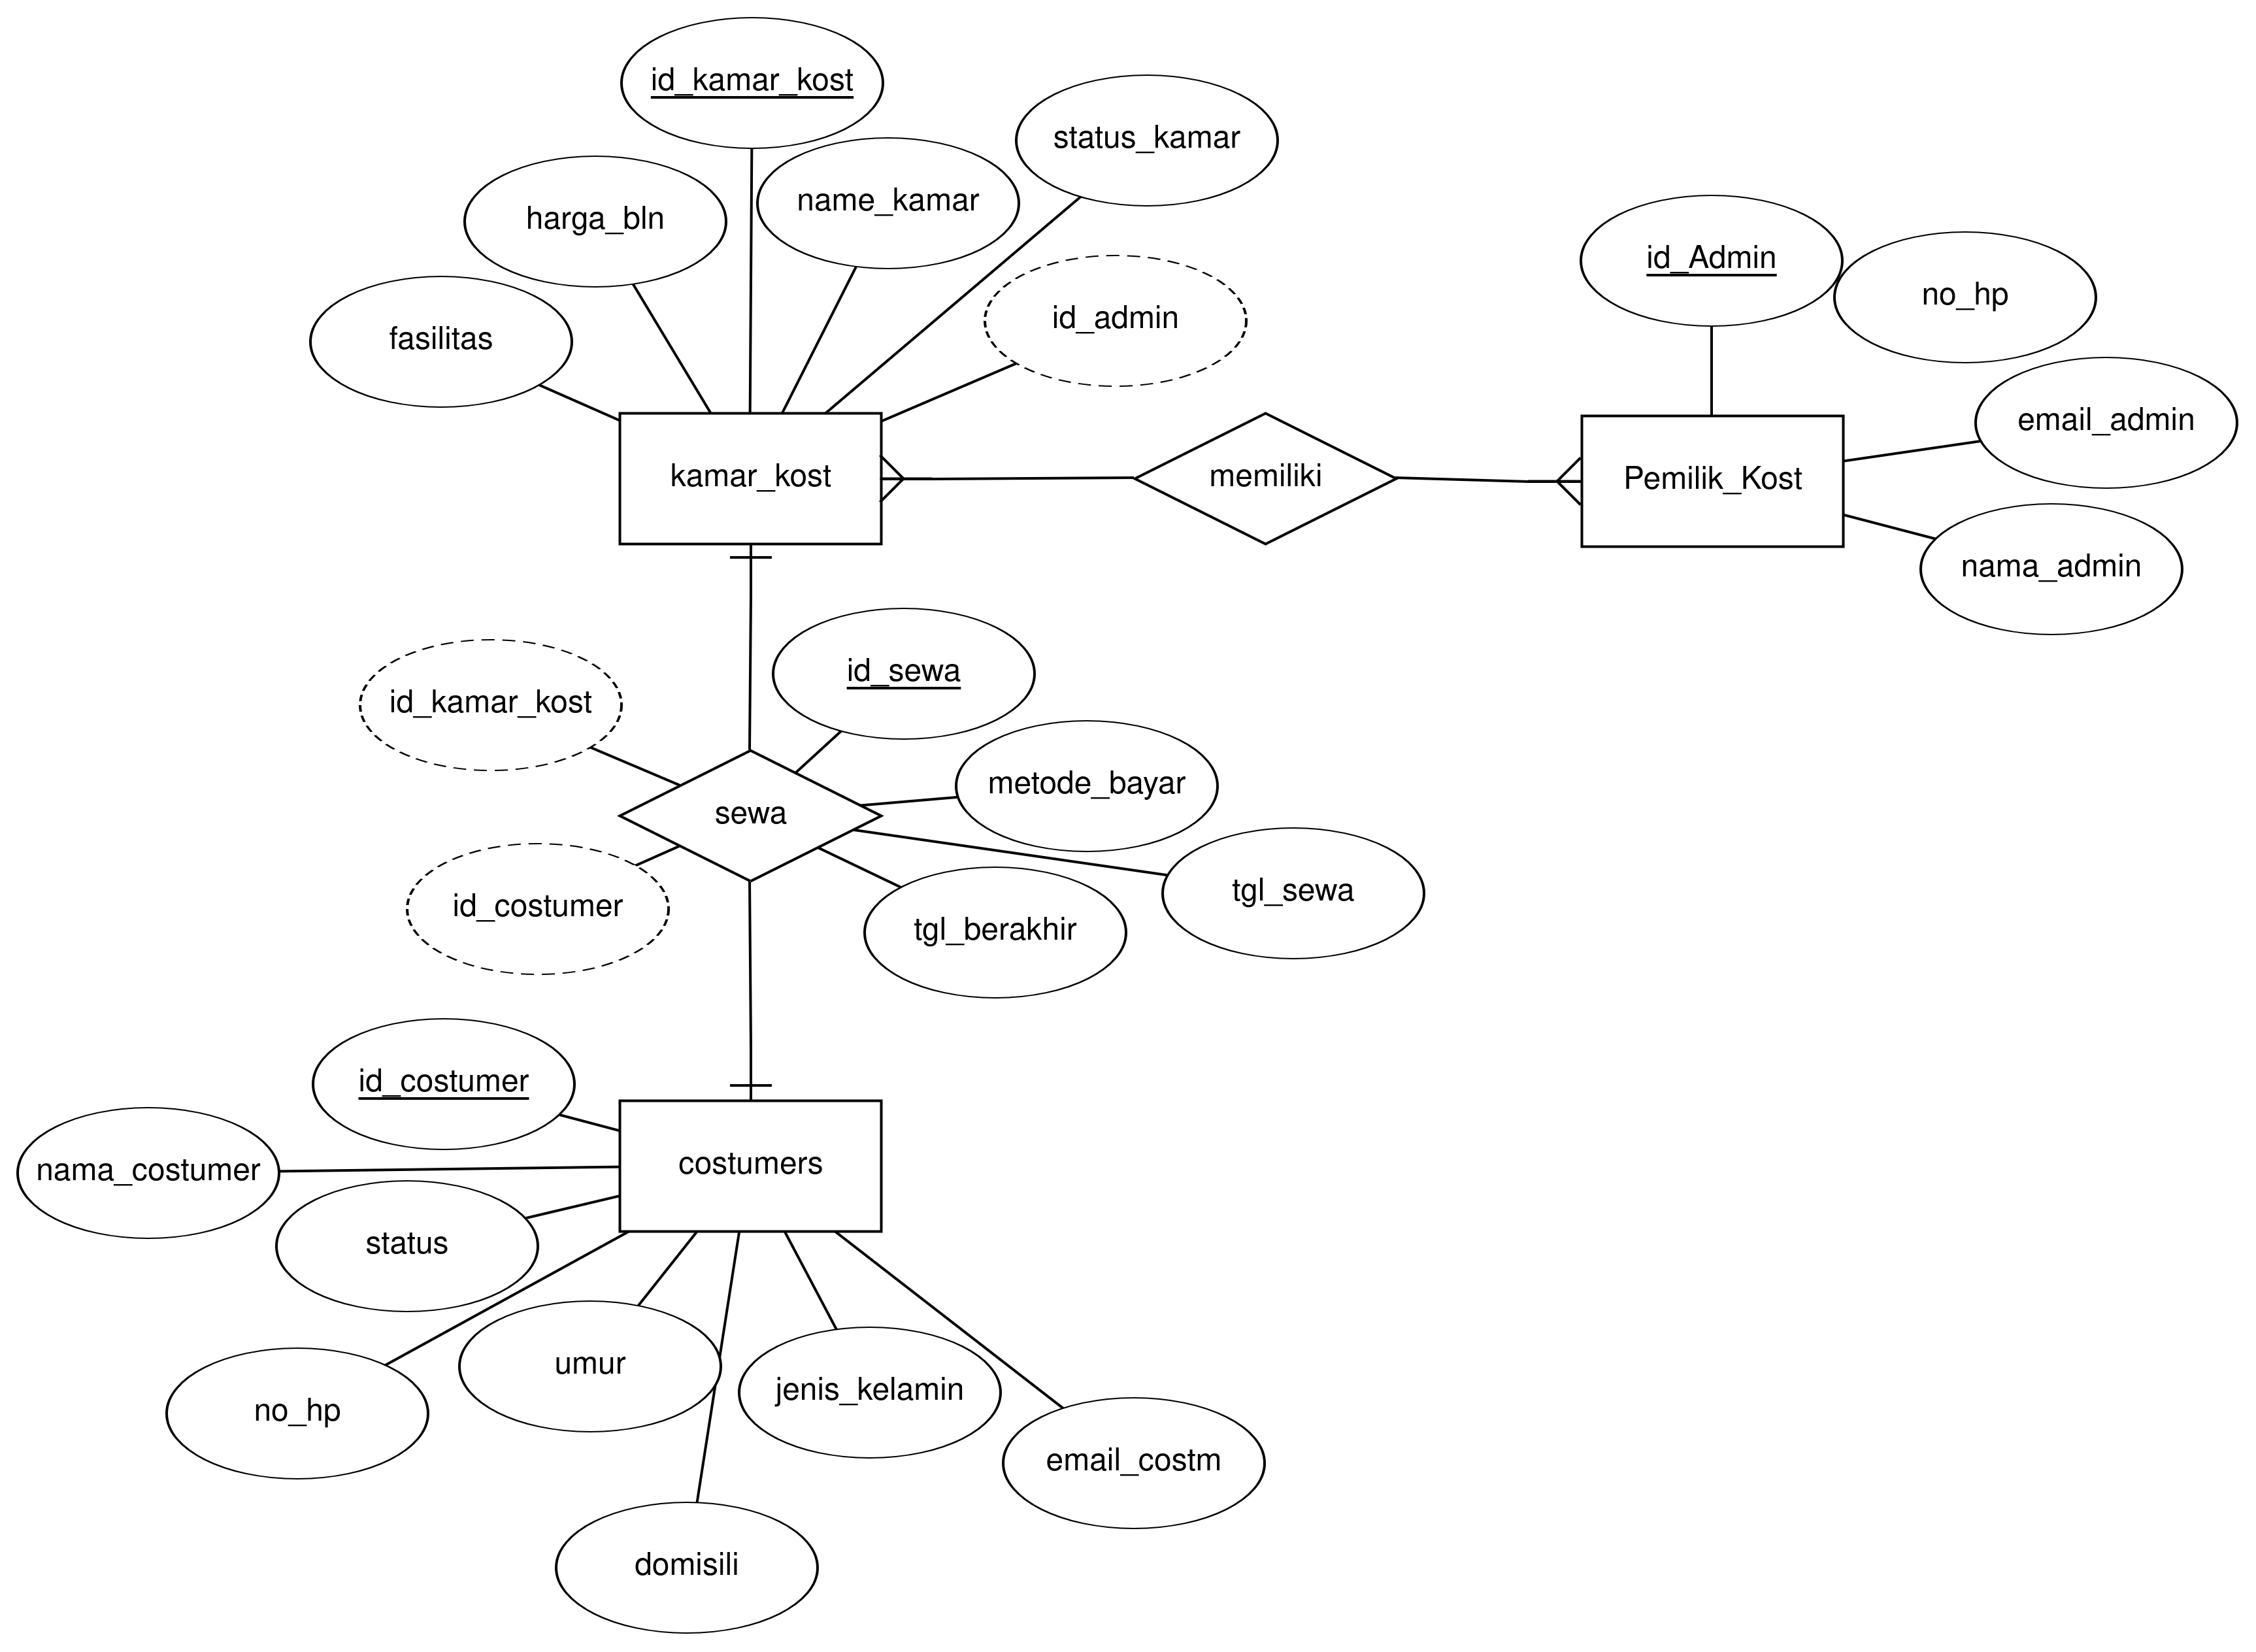 id_kamar_kost
status_kamar
name_kamar
harga_bln
id_Admin
no_hp
id_admin
fasilitas
email_admin
kamar_kost
memiliki
Pemilik_Kost
nama_admin
id_sewa
id_kamar_kost
metode_bayar
sewa
tgl_sewa
id_costumer
tgl_berakhir
id_costumer
nama_costumer
costumers
status
umur
jenis_kelamin
no_hp
email_costm
domisili